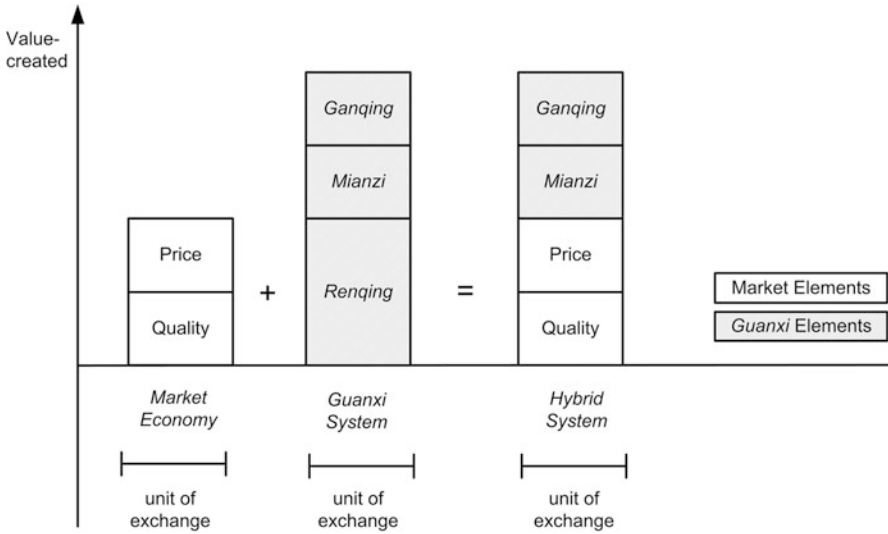 Value-
created
Ganqing
Mianzi
Renqing
Price
Quality
+
=
Ganqing
Mianzi
Price
Quality
Market Elements
Guanxi Elements
Market
Economy
Guanxi
System
Hybrid
System
unit of
exchange
unit of
exchange
unit of
exchange